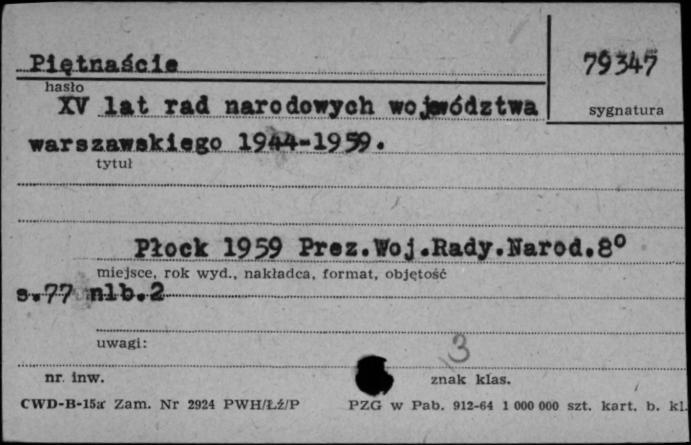 Piętnaście
79347
hasło
sygnatura
XV lat rad narodowych województwa
warszawskiego 1944-1959.
tytuł
Płock 1959 Prez.Woj.Rady.Narod.8°
miejsce, rok wyd., nakładca, format, objętość
s.77 nlb.2
uwagi:
3
nr. inw.
znak klas.
CWD-B-15a Zam. Nr 2924 PWH/Łź/P
PZG w Pab. 912-64 1 000 000 szt. kart. b. kl.